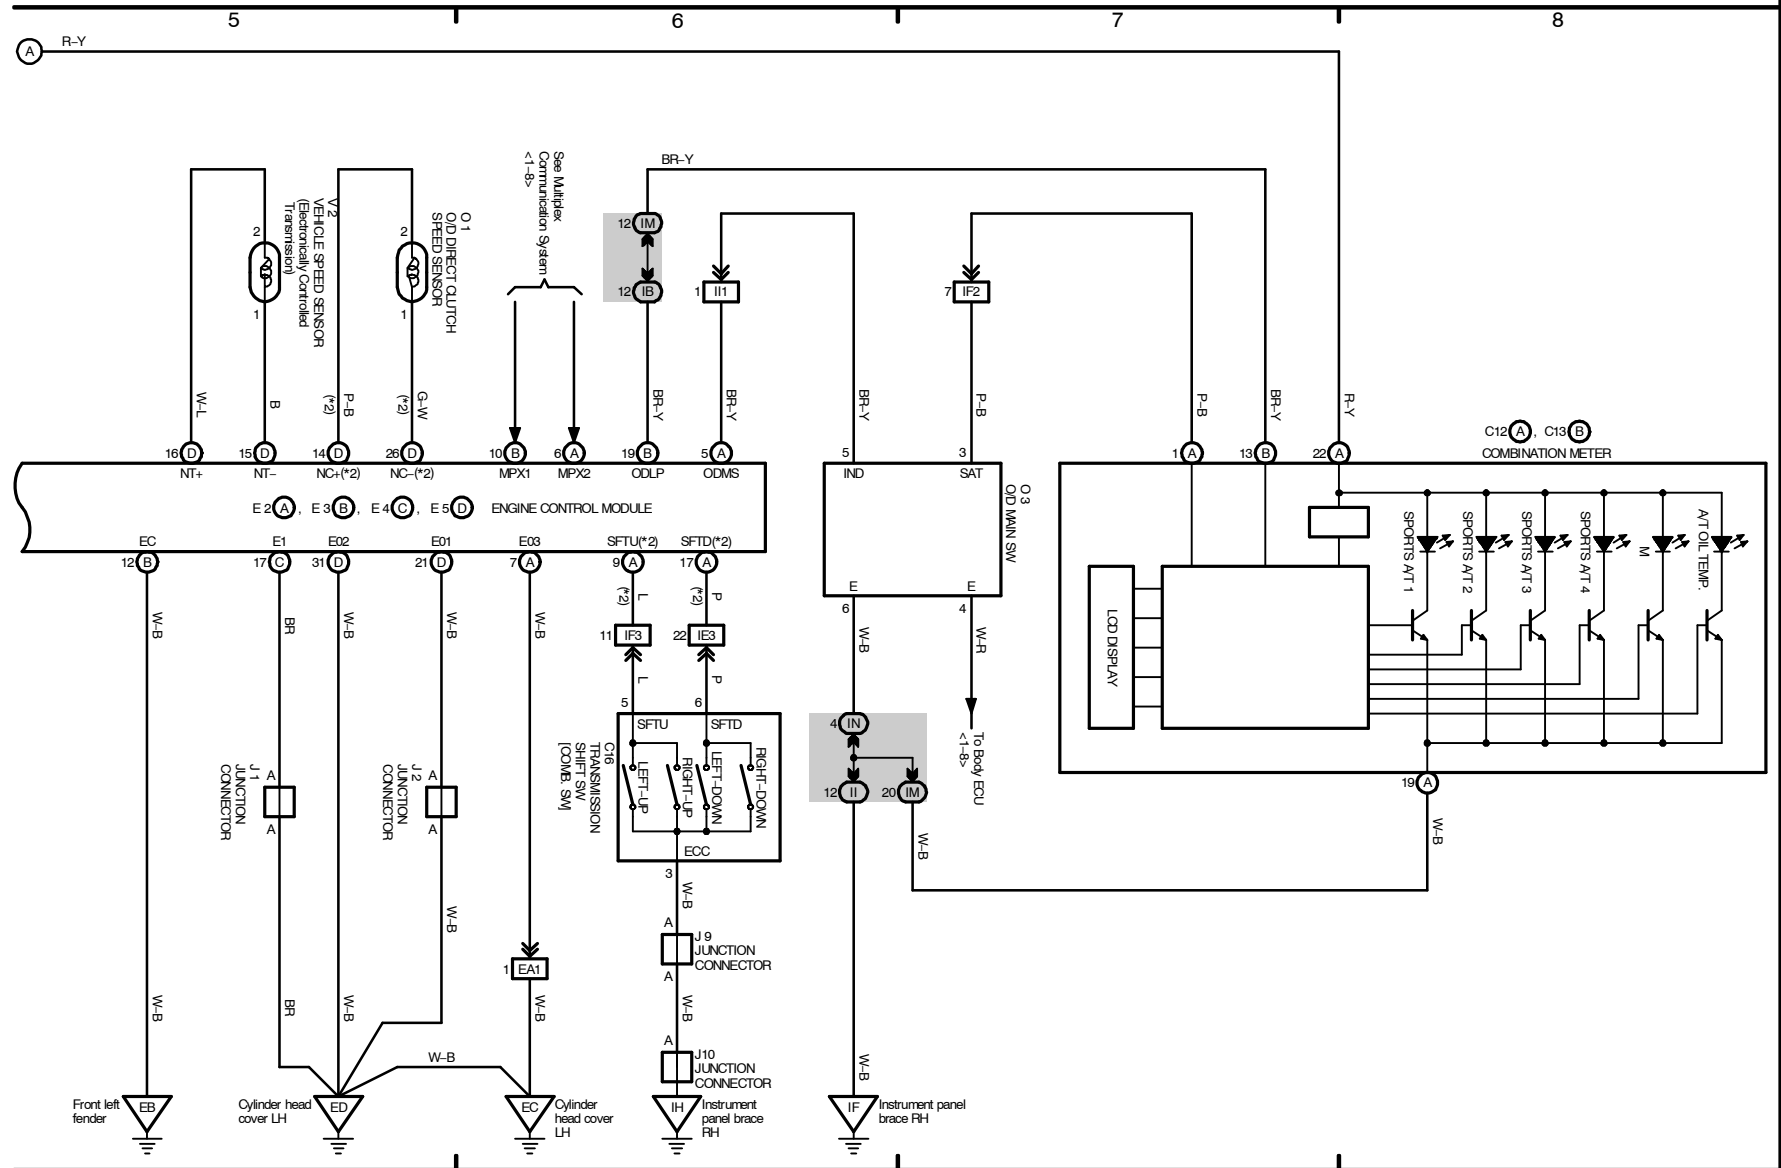 5
6
7
8
A
R–Y
See Multiplex
Communication System
<1–8>
BR–Y
2
1
V 2
VEHICLE SPEED SENSOR
(Electronically Controlled
Transmission)
2
1
O 1
O/D DIRECT CLUTCH
SPEED SENSOR
12 IM
12 IB
1 II1
7 IF2
W–L
B
P–B
(*2)
G–W
(*2)
BR–Y
BR–Y
BR–Y
P–B
P–B
BR–Y
R–Y
C12 A , C13 B
COMBINATION METER
16 D
15 D
14 D
26 D
10 B
6 A
19 B
5 A
5
3
1 A
13 B
22 A
NT+
NT–
NC+(*2)
NC–(*2)
MPX1
MPX2
ODLP
ODMS
IND
SAT
O 3
O/D MAIN SW
E 2 A , E 3 B , E 4 C , E 5 D ENGINE CONTROL MODULE
SPORTS A/T 1
SPORTS A/T 2
SPORTS A/T 3
SPORTS A/T 4
M
A/T OIL TEMP.
EC
E1
E02
E01
E03
SFTU(*2)
SFTD(*2)
12 B
17 C
31 D
21 D
7 A
9 A
17 A
E
E
6
4
W–B
BR
W–B
W–B
W–B
L
(*2)
P
(*2)
W–B
W–R
LCD DISPLAY
11 IF3
22 IE3
L
P
5
6
SFTU
SFTD
C16
TRANSMISSION
SHIFT SW
[COMB. SW]
LEFT–UP
RIGHT–UP
LEFT–DOWN
RIGHT–DOWN
ECC
3
4 IN
12 II
20 IM
To Body ECU
<1–8>
19 A
W–B
W–B
J 1
JUNCTION
CONNECTOR
A
A
J 2
JUNCTION
CONNECTOR
A
A
W–B
W–B
A
J 9
JUNCTION
CONNECTOR
A
1 EA1
W–B
BR
W–B
W–B
W–B
A
J10
JUNCTION
CONNECTOR
W–B
W–B
Front left
fender
EB
Cylinder head
cover LH
ED
EC
Cylinder
head cover
LH
IH
Instrument
panel brace
RH
IF
Instrument panel
brace RH